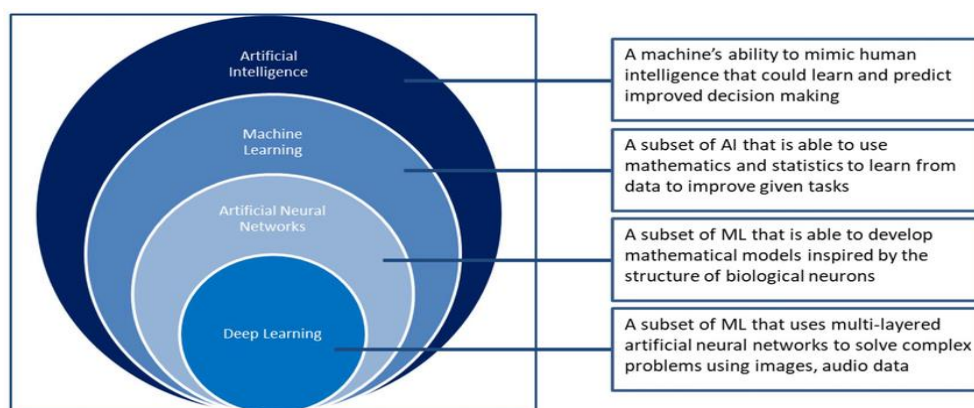 Artificial
Intelligence
A machine’s ability to mimic human
intelligence that could learn and predict
improved decision making
Machine
Learning
A subset of AI that is able to use
mathematics and statistics to learn from
data to improve given tasks
Artificial Neural
Networks
A subset of ML that is able to develop
mathematical models inspired by the
structure of biological neurons
Deep Learning
A subset of ML that uses multi-layered
artificial neural networks to solve complex
problems using images, audio data